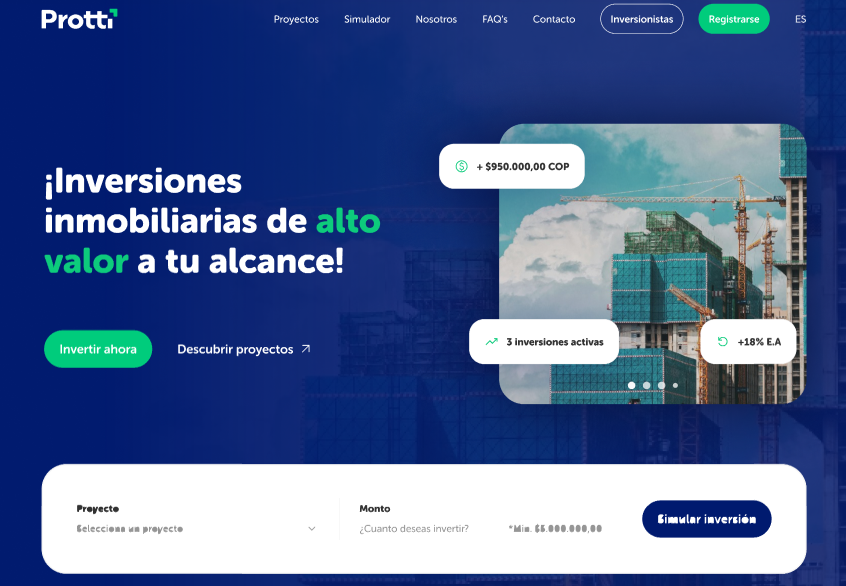 Protti
Proyectos Simulador Nosotros FAQ's Contacto Inversionistas Registrarse ES
+ $950.000,00 COP
¡Inversiones
inmobiliarias de alto
valor a tu alcance!
3 inversiones activas
+18% E.A
Invertir ahora Descubrir proyectos
Proyecto Monto
Selecciona un proyecto ¿Cuanto deseas invertir? *Min. $5.000.000,00
Simular inversión